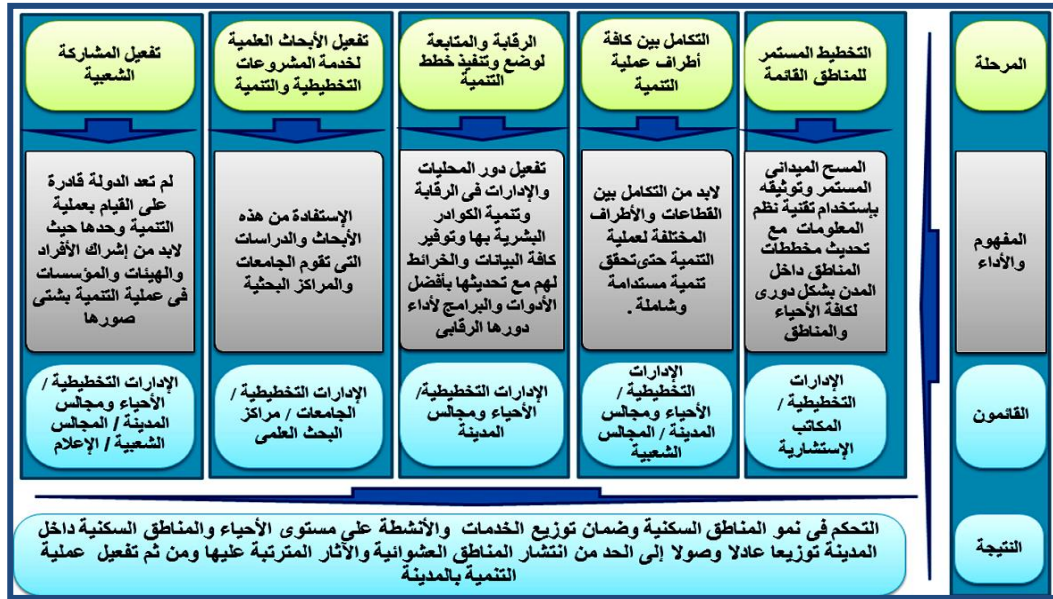 المرحلة
التخطيط المستمر
للمناطق القائمة
التكامل بين كافة
أطراف عملية
التنمية
الرقابة والمتابعة
لوضع وتنفيذ خطط
التنمية
تفعيل الأبحاث العلمية
لخدمة المشروعات
التخطيطية والتنمية
تفعيل المشاركة
الشعبية
المفهوم
والأداء
المسح الميدانى
المستمر وتوثيقه
بإستخدام تقنية نظم
المعلومات مع
تحديث مخططات
المناطق داخل
المدن بشكل دورى
لكافة الأحياء
والمناطق
لابد من التكامل بين
القطاعات والأطراف
المختلفة لعملية
التنمية حتى تحقق
تنمية مستدامة
وشاملة .
تفعيل دور المحليات
والإدارات فى الرقابة
وتنمية الكوادر
البشرية بها وتوفير
كافة البيانات والخرائط
لهم مع تحديثها بأفضل
الأدوات والبرامج لأداء
دورها الرقابى
الإستفادة من هذه
الأبحاث والدراسات
التى تقوم الجامعات
والمراكز البحثية
لم تعد الدولة قادرة
على القيام بعملية
التنمية وحدها حيث
لابد من إشراك الأفراد
والهيئات والمؤسسات
فى عملية التنمية بشتى
صورها
القائمون
الإدارات
التخطيطية /
المكاتب
الإستشارية
الإدارات
التخطيطية /
الأحياء ومجالس
المدينة / المجالس
الشعبية
الإدارات التخطيطية/
الأحياء ومجالس
المدينة
الإدارات التخطيطية /
الجامعات / مراكز
البحث العلمى
الإدارات التخطيطية /
الأحياء ومجالس
المدينة / المجالس
الشعبية / الإعلام
النتيجة
التحكم فى نمو المناطق السكنية وضمان توزيع الخدمات والأنشطة على مستوى الأحياء والمناطق السكنية داخل
المدينة توزيعا عادلا وصولا إلى الحد من انتشار المناطق العشوائية والآثار المترتبة عليها ومن ثم تفعيل عملية
التنمية بالمدينة